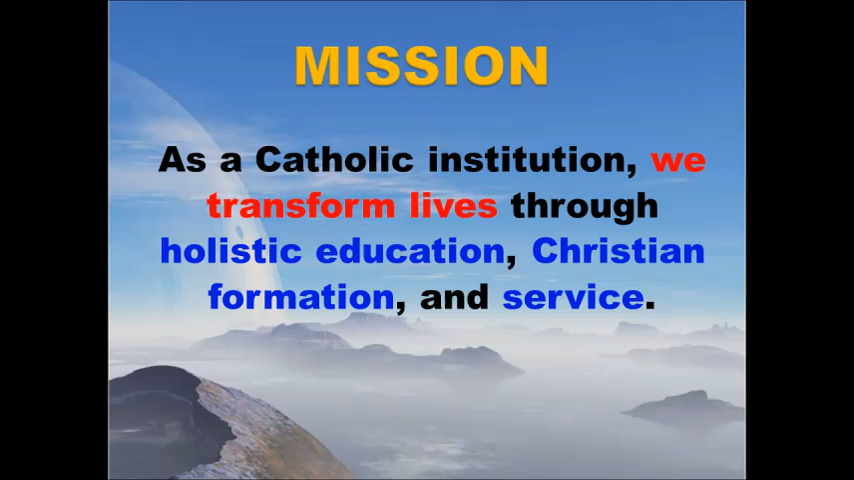 MISSION
As a Catholic institution, we
transform lives through
holistic education, Christian
formation, and service.